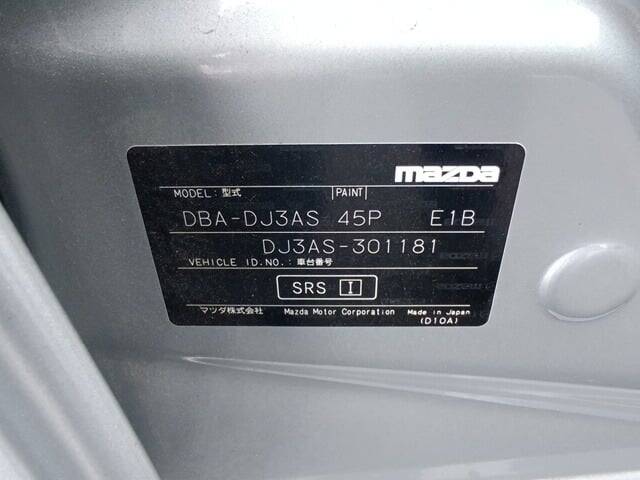 mazda
MODEL: 型式 PAINT
DBA-DJ3AS 45P E1B
DJ3AS-301181
VEHICLE ID.NO.: 車台番号
SRS I
マツダ株式会社 Mazda Motor Corporation Made in Japan
(D10A)